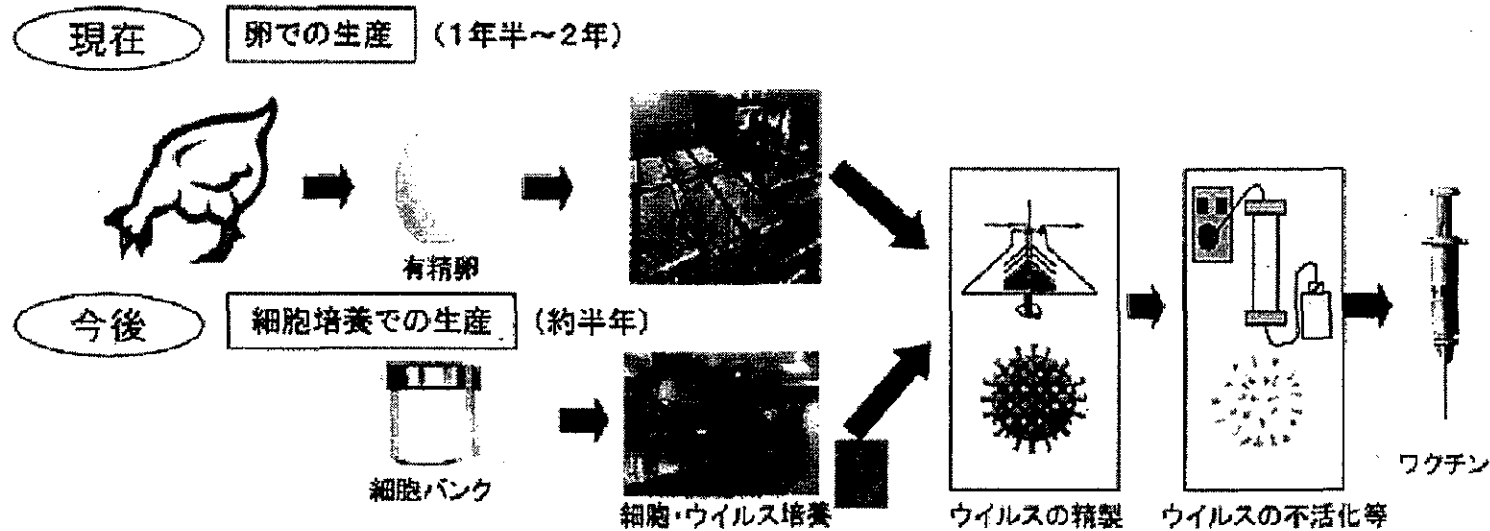 現在 卵での生産 (1年半～2年)
有精卵
今後 細胞培養での生産 (約半年)
細胞バンク
細胞・ウイルス培養
ウイルスの精製
ウイルスの不活化等
ワクチン